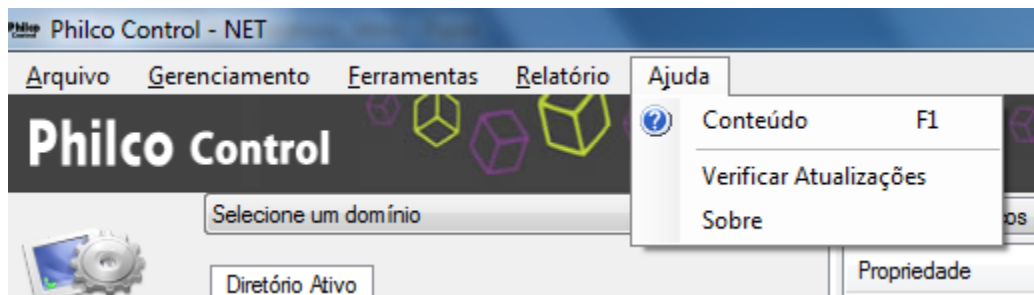 Philco Control - NET
Arquivo Gerenciamento Ferramentas Relatório Ajuda
Philco Control
Conteúdo F1
Verificar Atualizações
Sobre
Selecione um domínio
os
Diretório Ativo
Propriedade